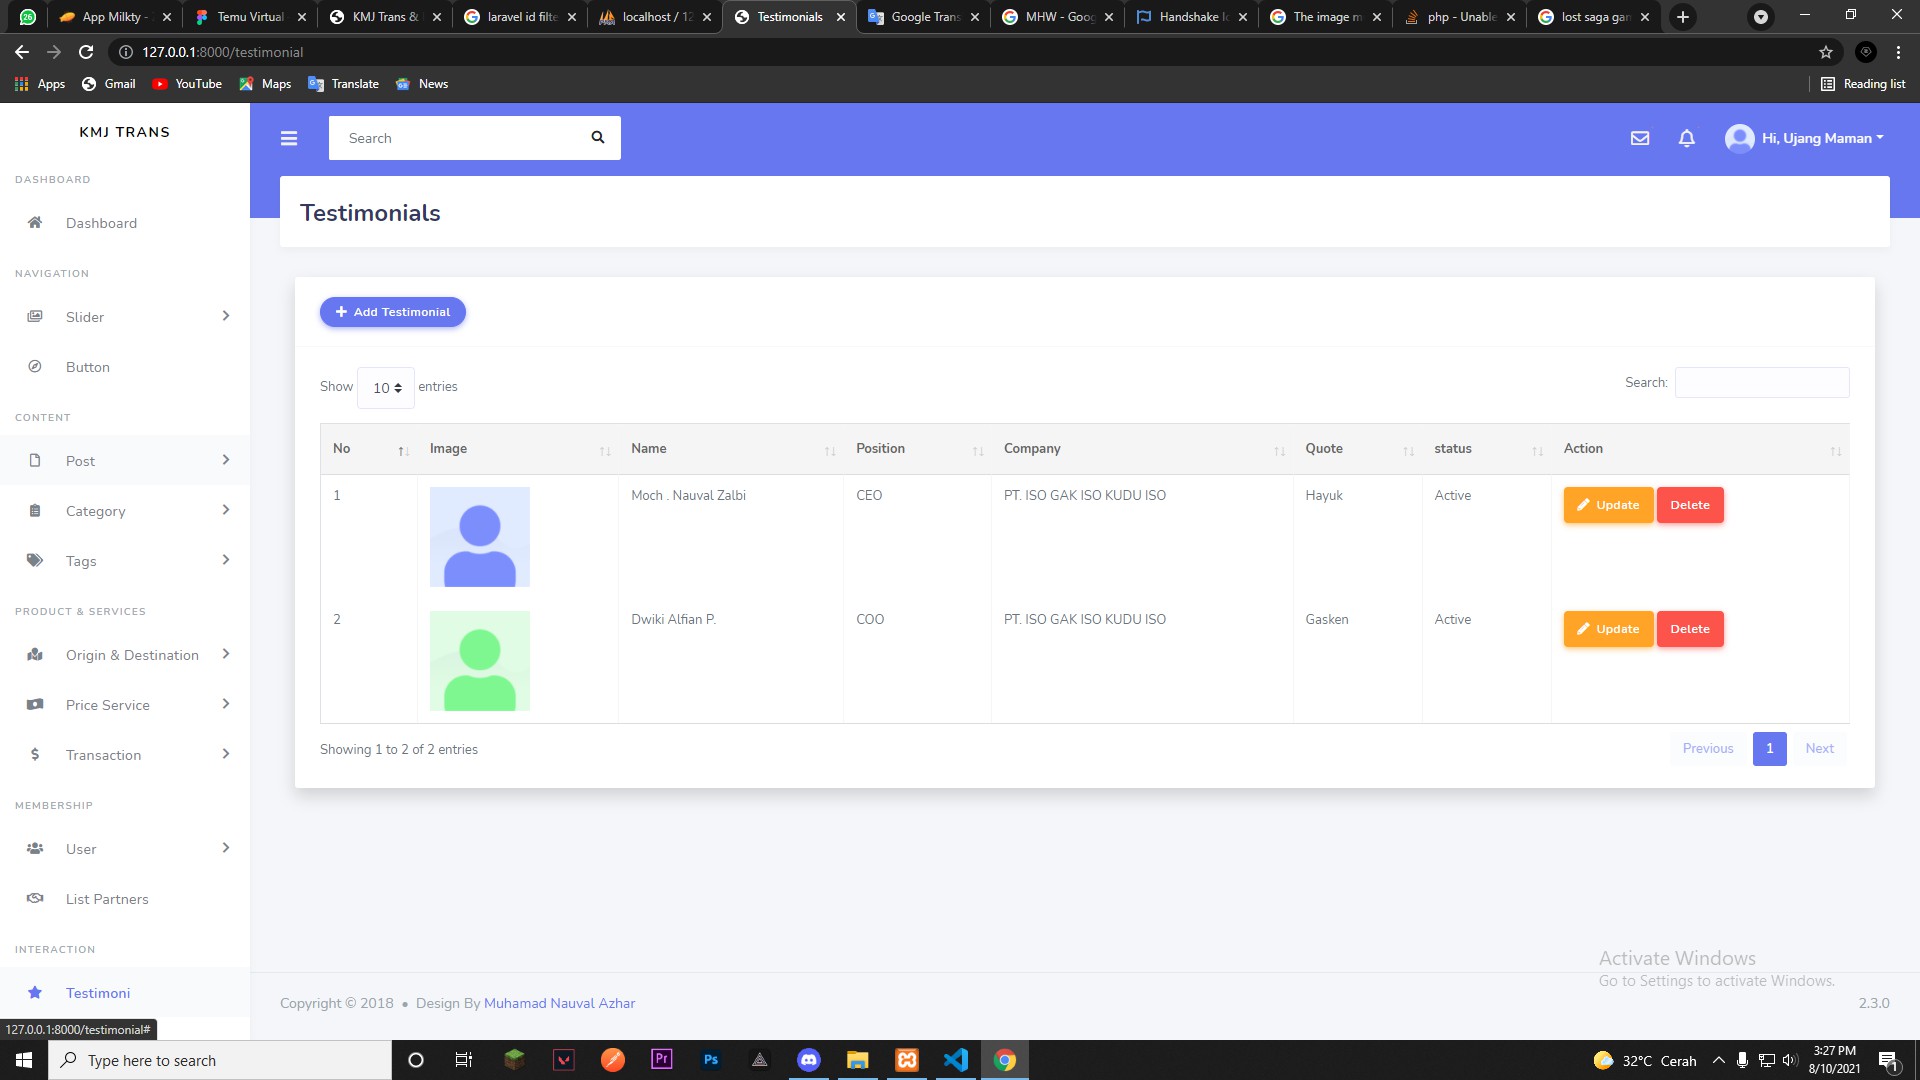 26
App Milkty -
Temu Virtual
KMJ Trans &
laravel id filte
localhost / 12
Testimonials
Google Trans
MHW - Goog
Handshake Ic
The image m
php - Unable
lost saga gam
127.0.0.1:8000/testimonial
Apps
Gmail
YouTube
Maps
Translate
News
Reading list
KMJ TRANS
Search
Hi, Ujang Maman
DASHBOARD
Dashboard
NAVIGATION
Slider
Button
CONTENT
Post
Category
Tags
PRODUCT & SERVICES
Origin & Destination
Price Service
Transaction
MEMBERSHIP
User
List Partners
INTERACTION
Testimoni
127.0.0.1:8000/testimonial#
Testimonials
Add Testimonial
Show 10 entries
Search:
No Image Name Position Company Quote status Action
1 Moch . Nauval Zalbi CEO PT. ISO GAK ISO KUDU ISO Hayuk Active Update Delete
2 Dwiki Alfian P. COO PT. ISO GAK ISO KUDU ISO Gasken Active Update Delete
Showing 1 to 2 of 2 entries
Previous 1 Next
Activate Windows
Go to Settings to activate Windows.
Copyright © 2018 • Design By Muhamad Nauval Azhar
2.3.0
Type here to search
Pr
Ps
32°C Cerah
3:27 PM
8/10/2021
1